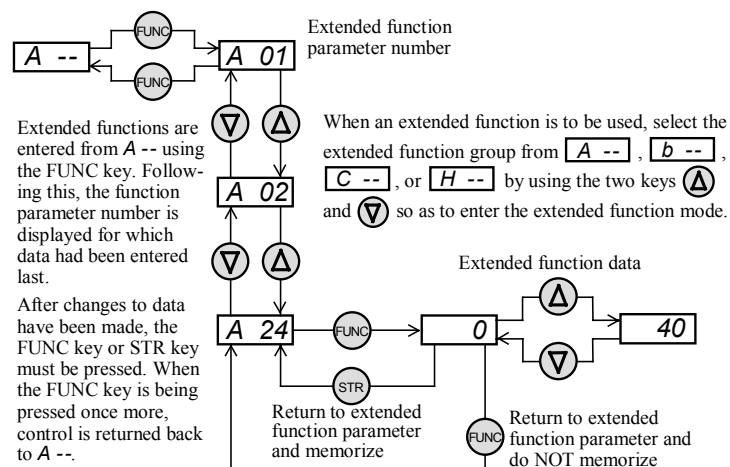 FUNC
A --
A 01
FUNC
Extended function
parameter number
Extended functions are
entered from A -- using
the FUNC key. Follow-
ing this, the function
parameter number is
displayed for which
data had been entered
last.
After changes to data
have been made, the
FUNC key or STR key
must be pressed. When
the FUNC key is being
pressed once more,
control is returned back
to A --.
When an extended function is to be used, select the
extended function group from A -- , b -- ,
C -- , or H -- by using the two keys
and so as to enter the extended function mode.
A 02
Extended function data
A 24
FUNC
0
40
STR
Return to extended
function parameter
and memorize
FUNC
Return to extended
function parameter and
do NOT memorize